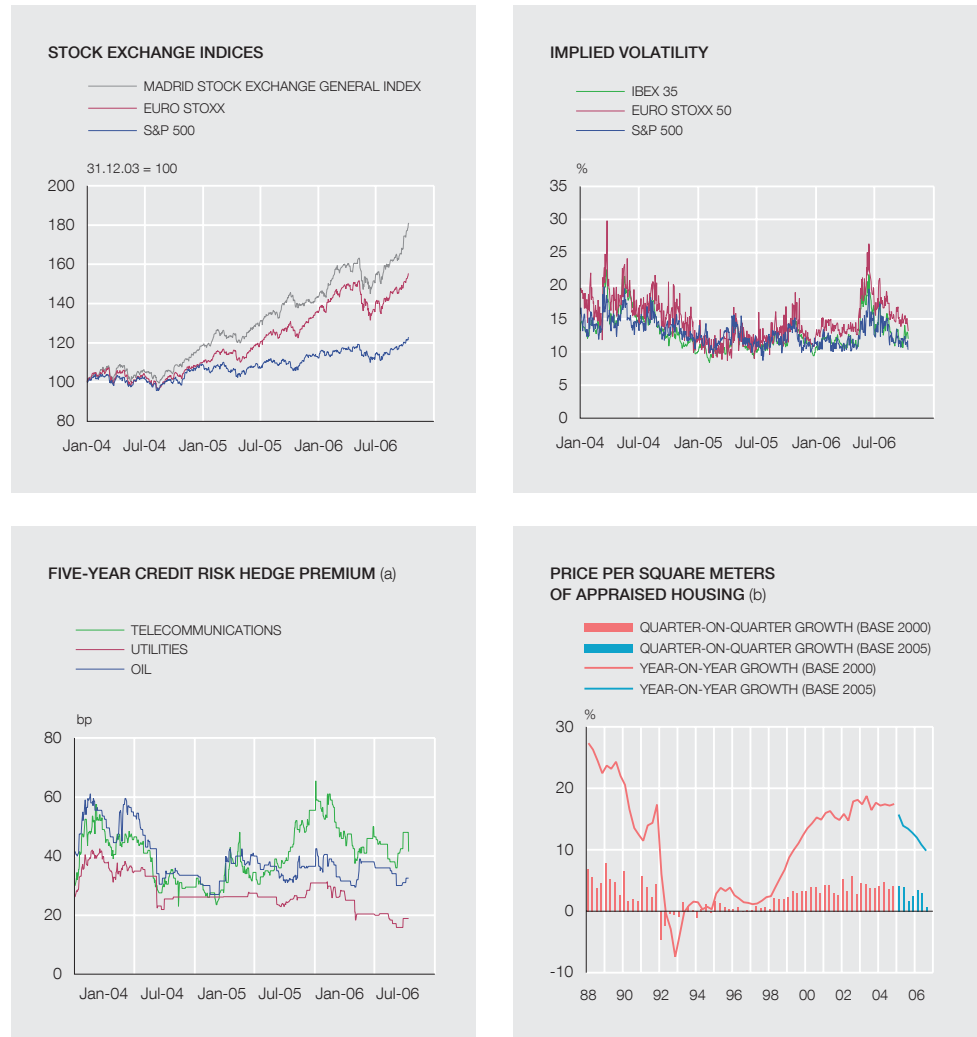 STOCK EXCHANGE INDICES
MADRID STOCK EXCHANGE GENERAL INDEX
EURO STOXX
S&P 500
31.12.03 = 100
200
180
160
140
120
100
80
Jan-04 Jul-04 Jan-05 Jul-05 Jan-06 Jul-06
IMPLIED VOLATILITY
IBEX 35
EURO STOXX 50
S&P 500
%
35
30
25
20
15
10
5
0
Jan-04 Jul-04 Jan-05 Jul-05 Jan-06 Jul-06
FIVE-YEAR CREDIT RISK HEDGE PREMIUM (a)
TELECOMMUNICATIONS
UTILITIES
OIL
bp
80
60
40
20
0
Jan-04 Jul-04 Jan-05 Jul-05 Jan-06 Jul-06
PRICE PER SQUARE METERS
OF APPRAISED HOUSING (b)
QUARTER-ON-QUARTER GROWTH (BASE 2000)
QUARTER-ON-QUARTER GROWTH (BASE 2005)
YEAR-ON-YEAR GROWTH (BASE 2000)
YEAR-ON-YEAR GROWTH (BASE 2005)
%
30
20
10
0
-10
88 90 92 94 96 98 00 02 04 06